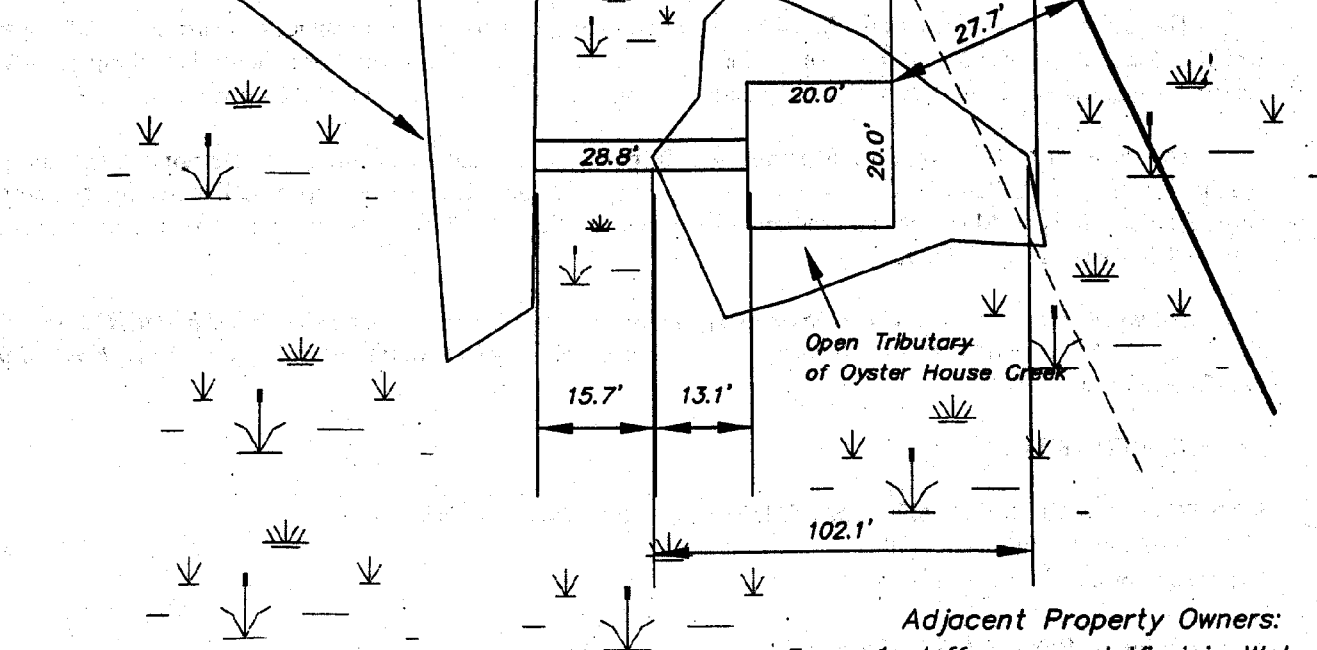 27.7'
20.0'
20.0'
28.8'
Open Tributary
of Oyster House Creek
15.7' 13.1'
102.1'
Adjacent Property Owners: